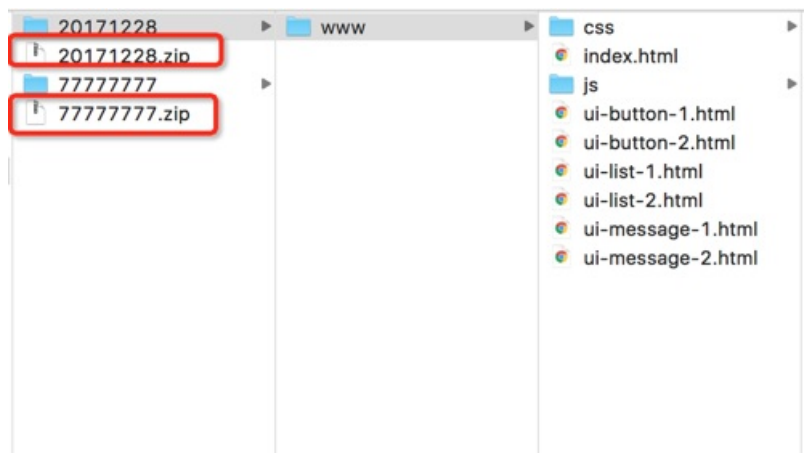 20171228
20171228.zip
77777777
77777777.zip
www
css
index.html
js
ui-button-1.html
ui-button-2.html
ui-list-1.html
ui-list-2.html
ui-message-1.html
ui-message-2.html